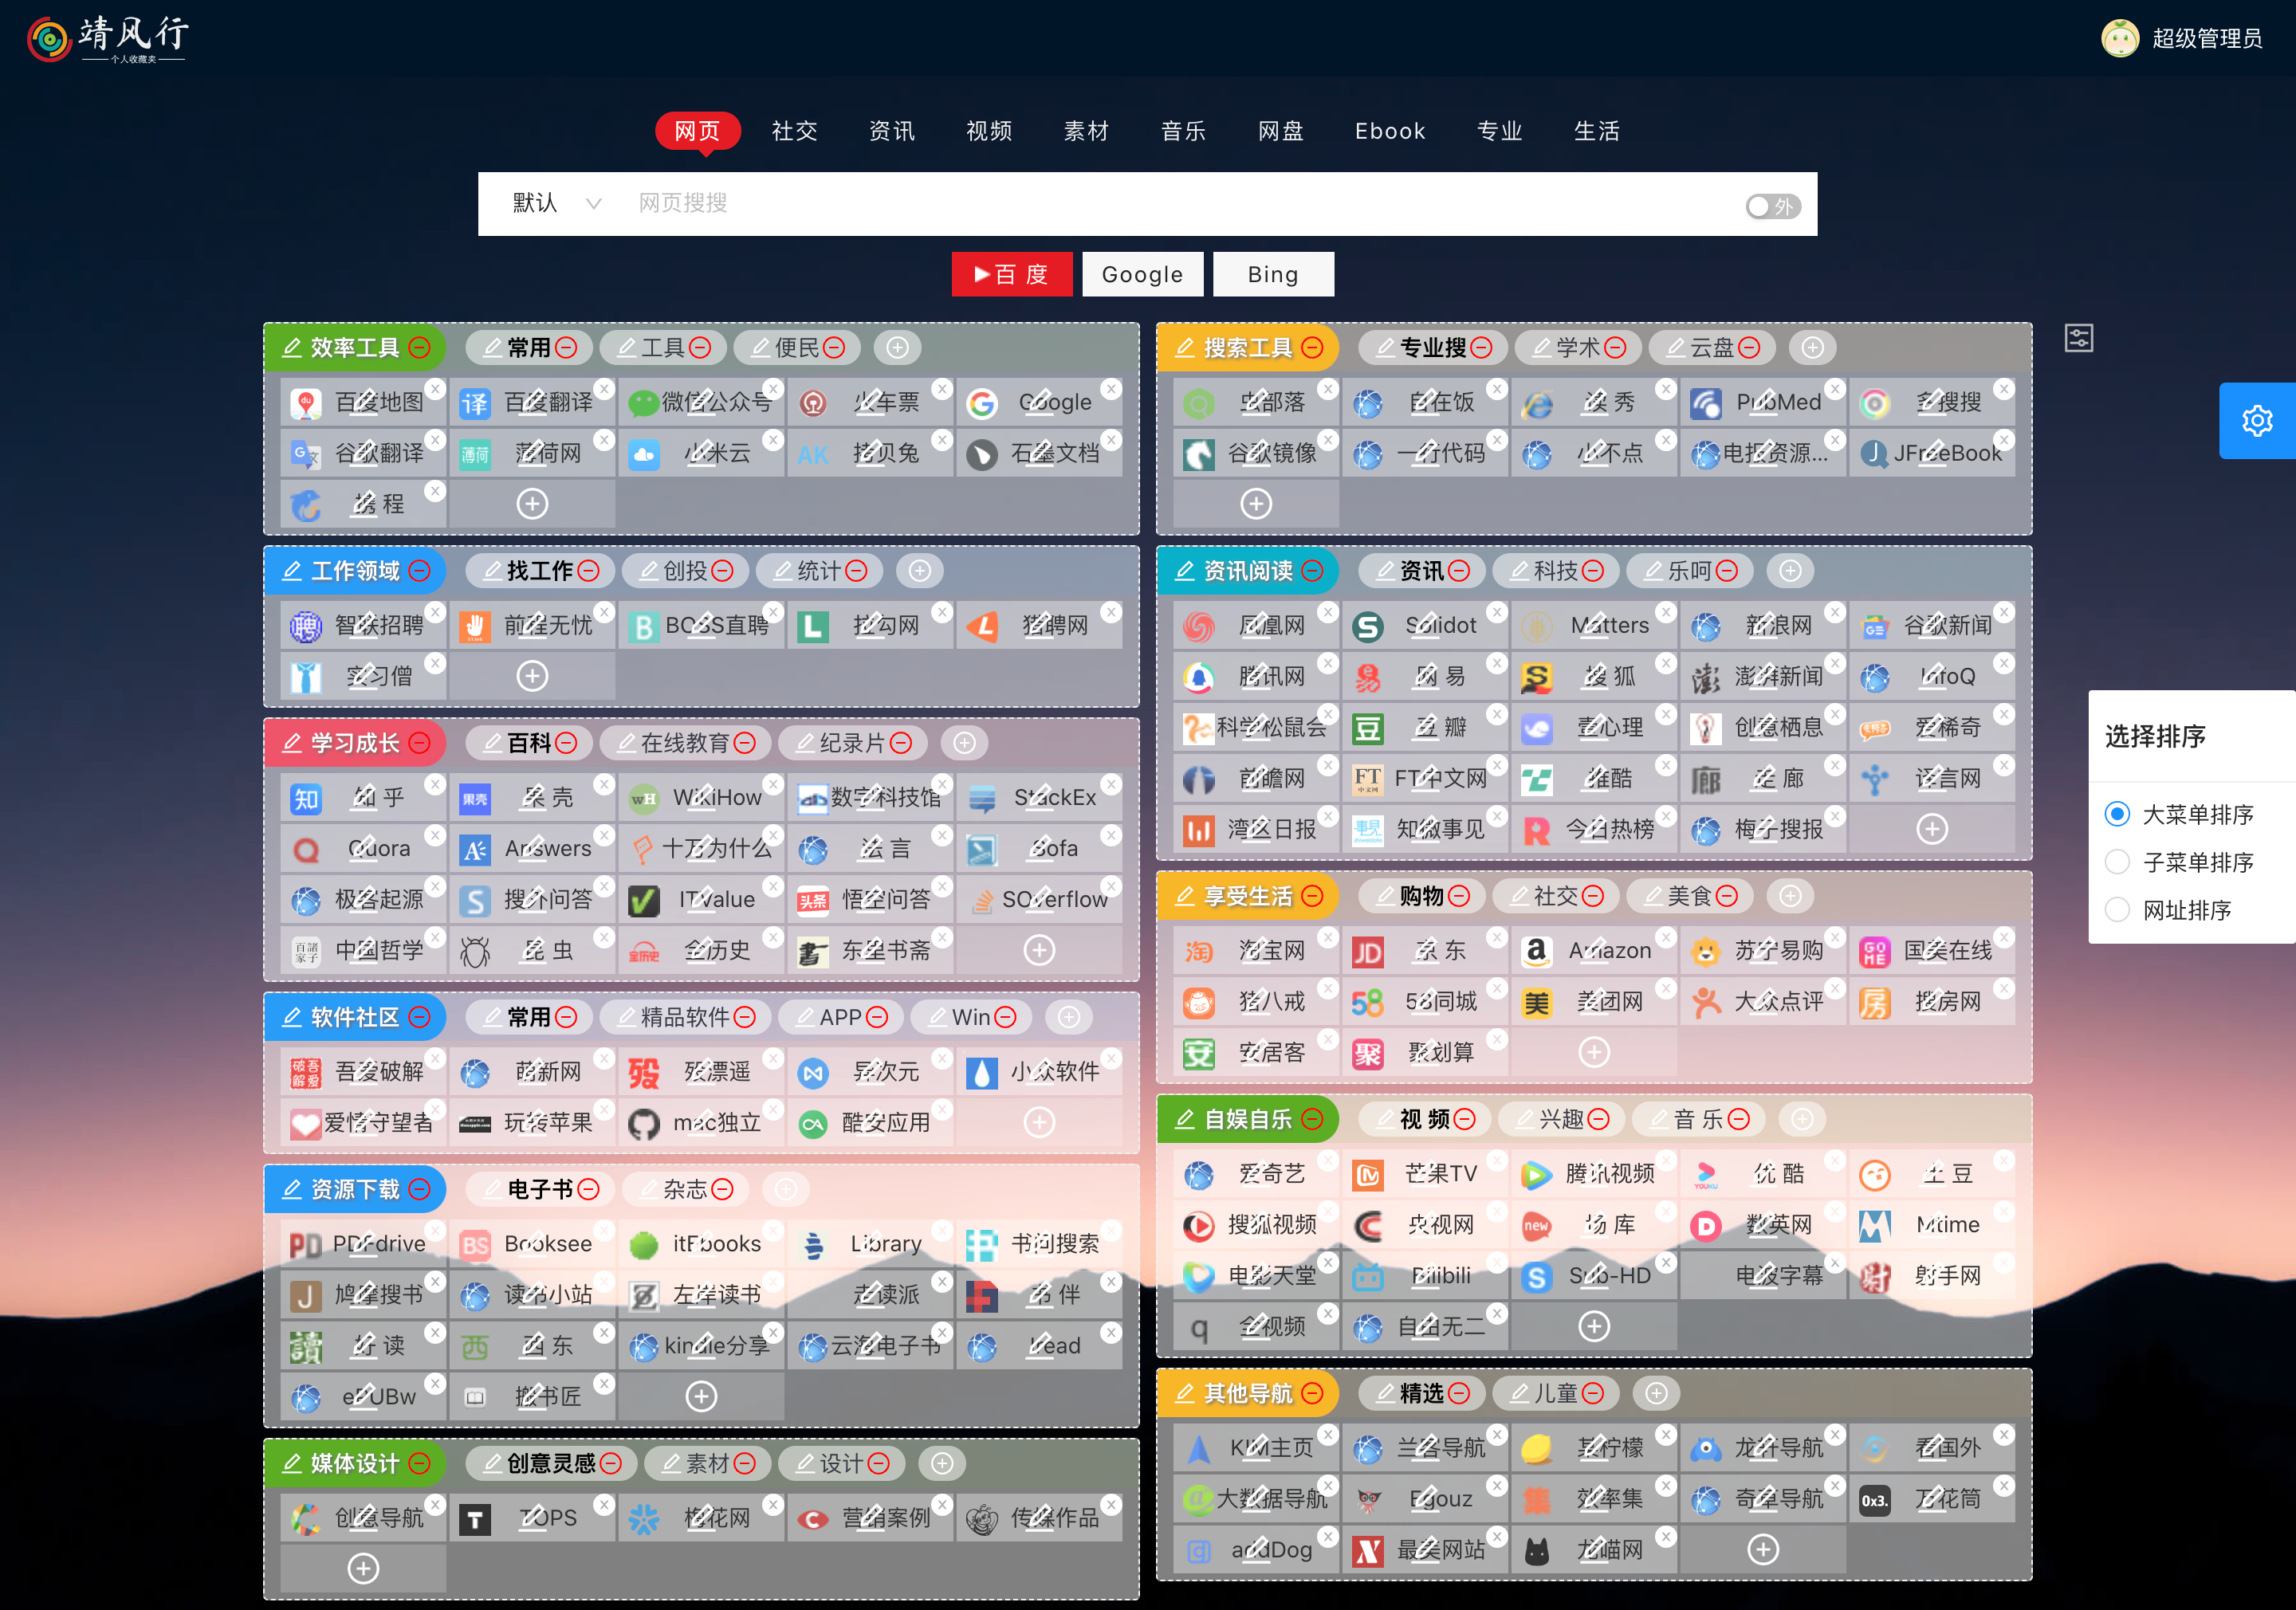 靖风行
个人收藏夹
超级管理员
网页 社交 资讯 视频 素材 音乐 网盘 Ebook 专业 生活
默认 网页搜搜 外
百度 Google Bing
效率工具 常用 工具 便民
百度地图 百度翻译 微信公众号 火车票 Google
谷歌翻译 薄荷网 小米云 拷贝兔 石墨文档
携程
搜索工具 专业搜 学术 云盘
虫部落 自在饭 读秀 PubMed 多搜搜
谷歌镜像 一行代码 小不点 电报资源... JFreeBook
工作领域 找工作 创投 统计
智联招聘 前程无忧 BOSS直聘 拉勾网 猎聘网
实习僧
资讯阅读 资讯 科技 乐呵
凤凰网 Solidot Matters 新浪网 谷歌新闻
腾讯网 网易 搜狐 澎湃新闻 InfoQ
科学松鼠会 豆瓣 壹心理 创意栖息 爱稀奇
前瞻网 FT中文网 推酷 走廊 译言网
湾区日报 知微事见 今日热榜 梅子搜报
学习成长 百科 在线教育 纪录片
知乎 果壳 WikiHow 数字科技馆 StackEx
Quora Answers 十万为什么 法言 Sofa
极客起源 搜外问答 ITValue 悟空问答 SOverflow
中国哲学 昆虫 全历史 东里书斋
享受生活 购物 社交 美食
淘宝网 京东 Amazon 苏宁易购 国美在线
猪八戒 58同城 美团网 大众点评 搜房网
安居客 聚划算
软件社区 常用 精品软件 APP Win
吾爱破解 萌新网 殁漂遥 异次元 小众软件
爱情守望者 玩转苹果 mac独立 酷安应用
自娱自乐 视频 兴趣 音乐
爱奇艺 芒果TV 腾讯视频 优酷 土豆
搜狐视频 央视网 场库 数英网 Mtime
电影天堂 Bilibili Sub-HD 电波字幕 射手网
全视频 自由无二
资源下载 电子书 杂志
PDFdrive Booksee itEbooks Library 书问搜索
鸠摩搜书 读书小站 左岸读书 走读派 书伴
好读 西东 kindle分享 云海电子书 Iread
ePUBw 搬书匠
媒体设计 创意灵感 素材 设计
创意导航 TOPS 梅花网 营销案例 传媒作品
其他导航 精选 儿童
KIM主页 兰客导航 某柠檬 龙轩导航 看国外
大数据导航 Egouz 效率集 奇卓导航 万花筒
andDog 最美网站 龙喵网
选择排序
大菜单排序
子菜单排序
网址排序